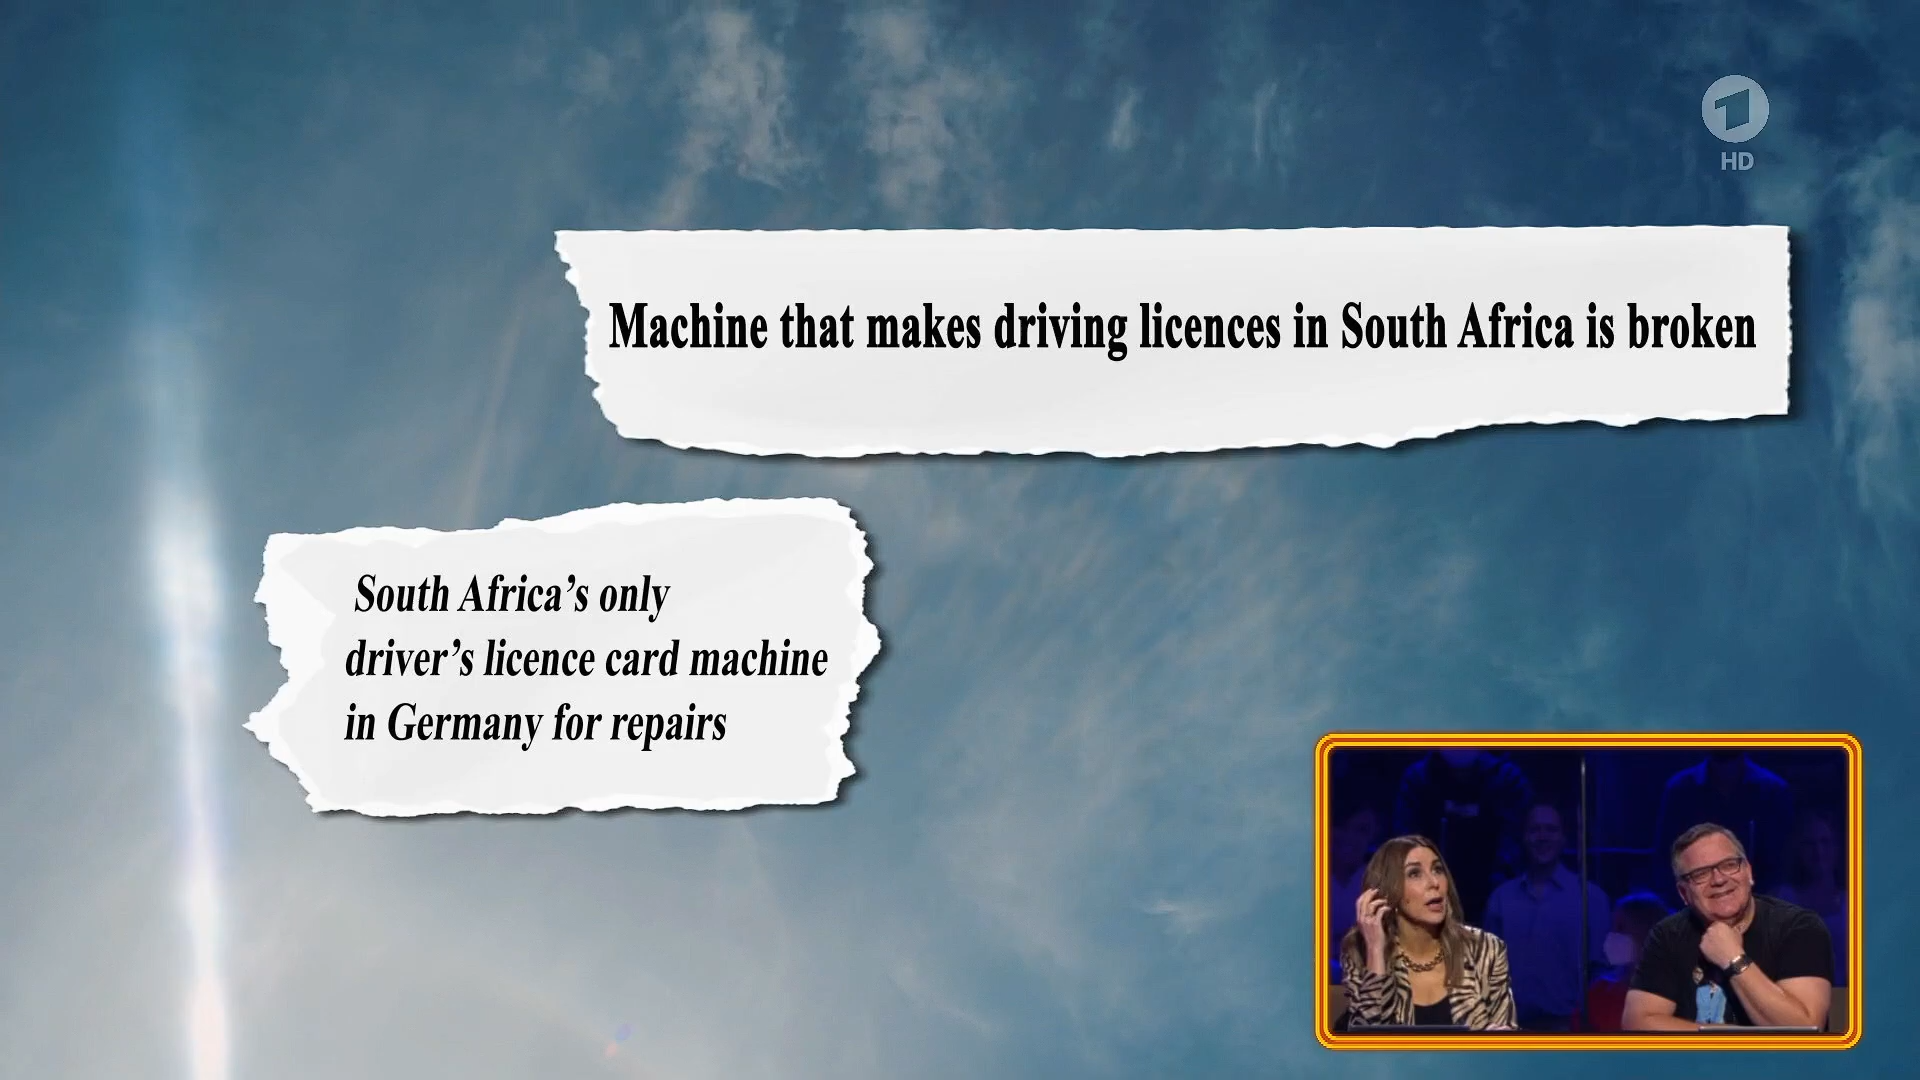 HD
Machine that makes driving licences in South Africa is broken
South Africa’s only
driver’s licence card machine
in Germany for repairs